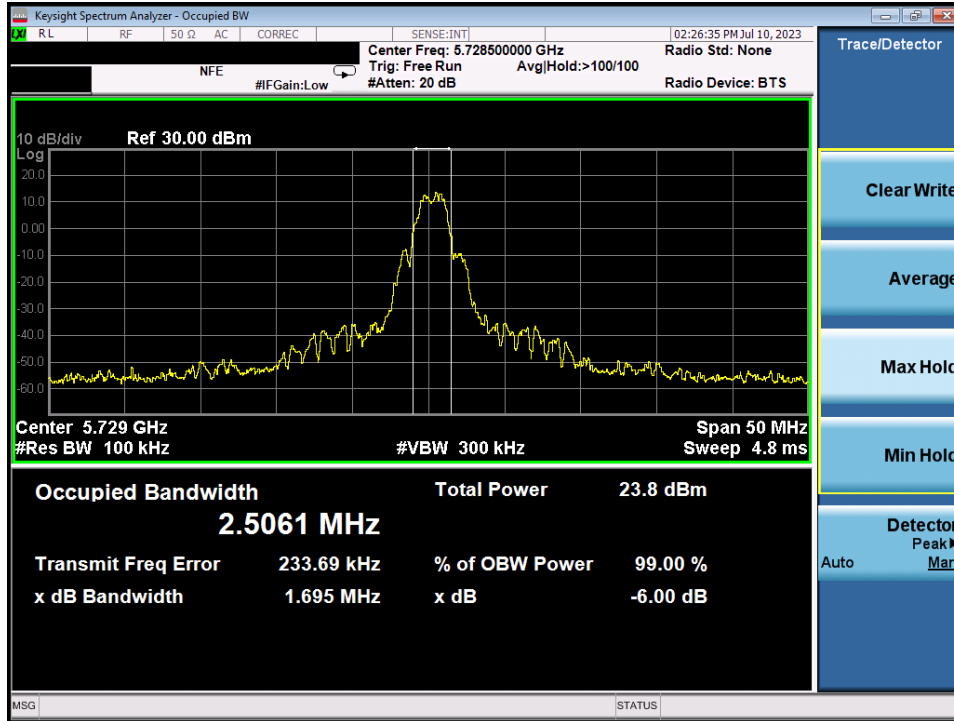 Keysight Spectrum Analyzer - Occupied BW
LXI RL RF 50 Ω AC CORREC SENSE:INT 02:26:35 PM Jul 10, 2023
Center Freq: 5.728500000 GHz Radio Std: None
NFE Trig: Free Run Avg|Hold:>100/100
#IFGain:Low #Atten: 20 dB Radio Device: BTS
10 dB/div Ref 30.00 dBm
Log
20.0
10.0
0.00
-10.0
-20.0
-30.0
-40.0
-50.0
-60.0
Center 5.729 GHz Span 50 MHz
#Res BW 100 kHz #VBW 300 kHz Sweep 4.8 ms
Occupied Bandwidth Total Power 23.8 dBm
2.5061 MHz
Transmit Freq Error 233.69 kHz % of OBW Power 99.00 %
x dB Bandwidth 1.695 MHz x dB -6.00 dB
MSG STATUS
Trace/Detector
Clear Write
Average
Max Hold
Min Hold
Detector
Peak
Auto Man